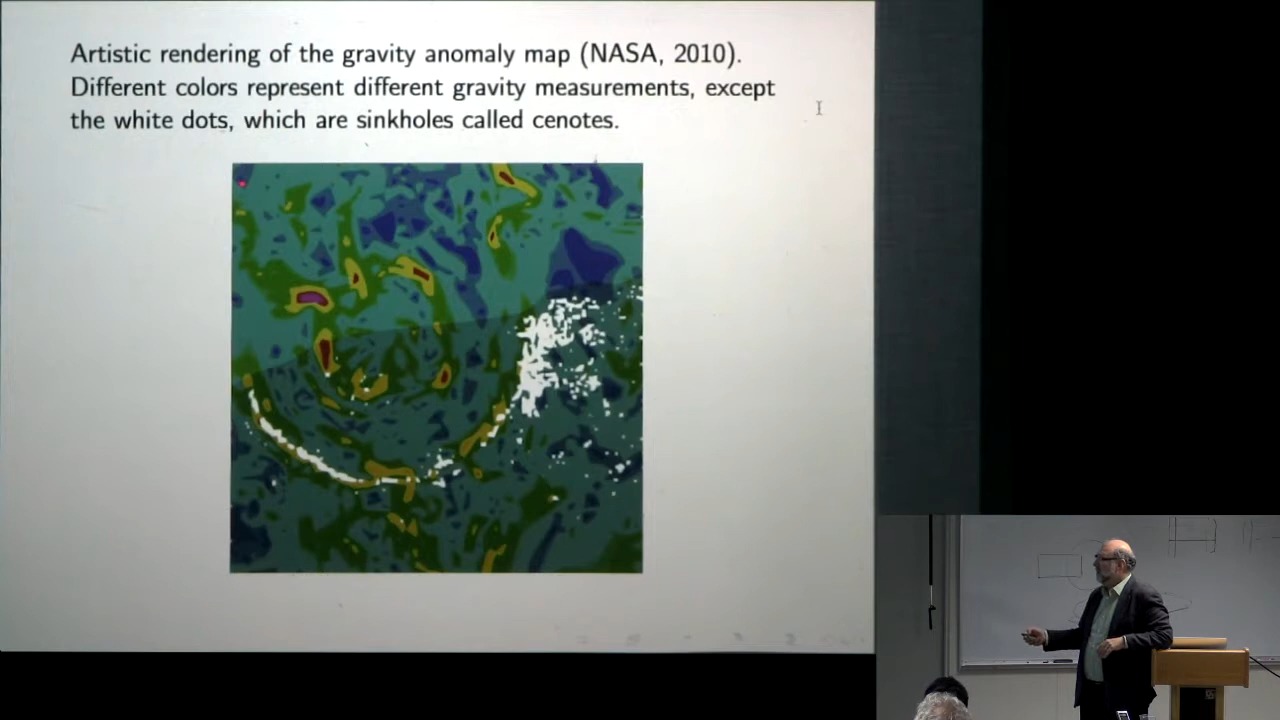 Artistic rendering of the gravity anomaly map (NASA, 2010).
Different colors represent different gravity measurements, except
the white dots, which are sinkholes called cenotes.